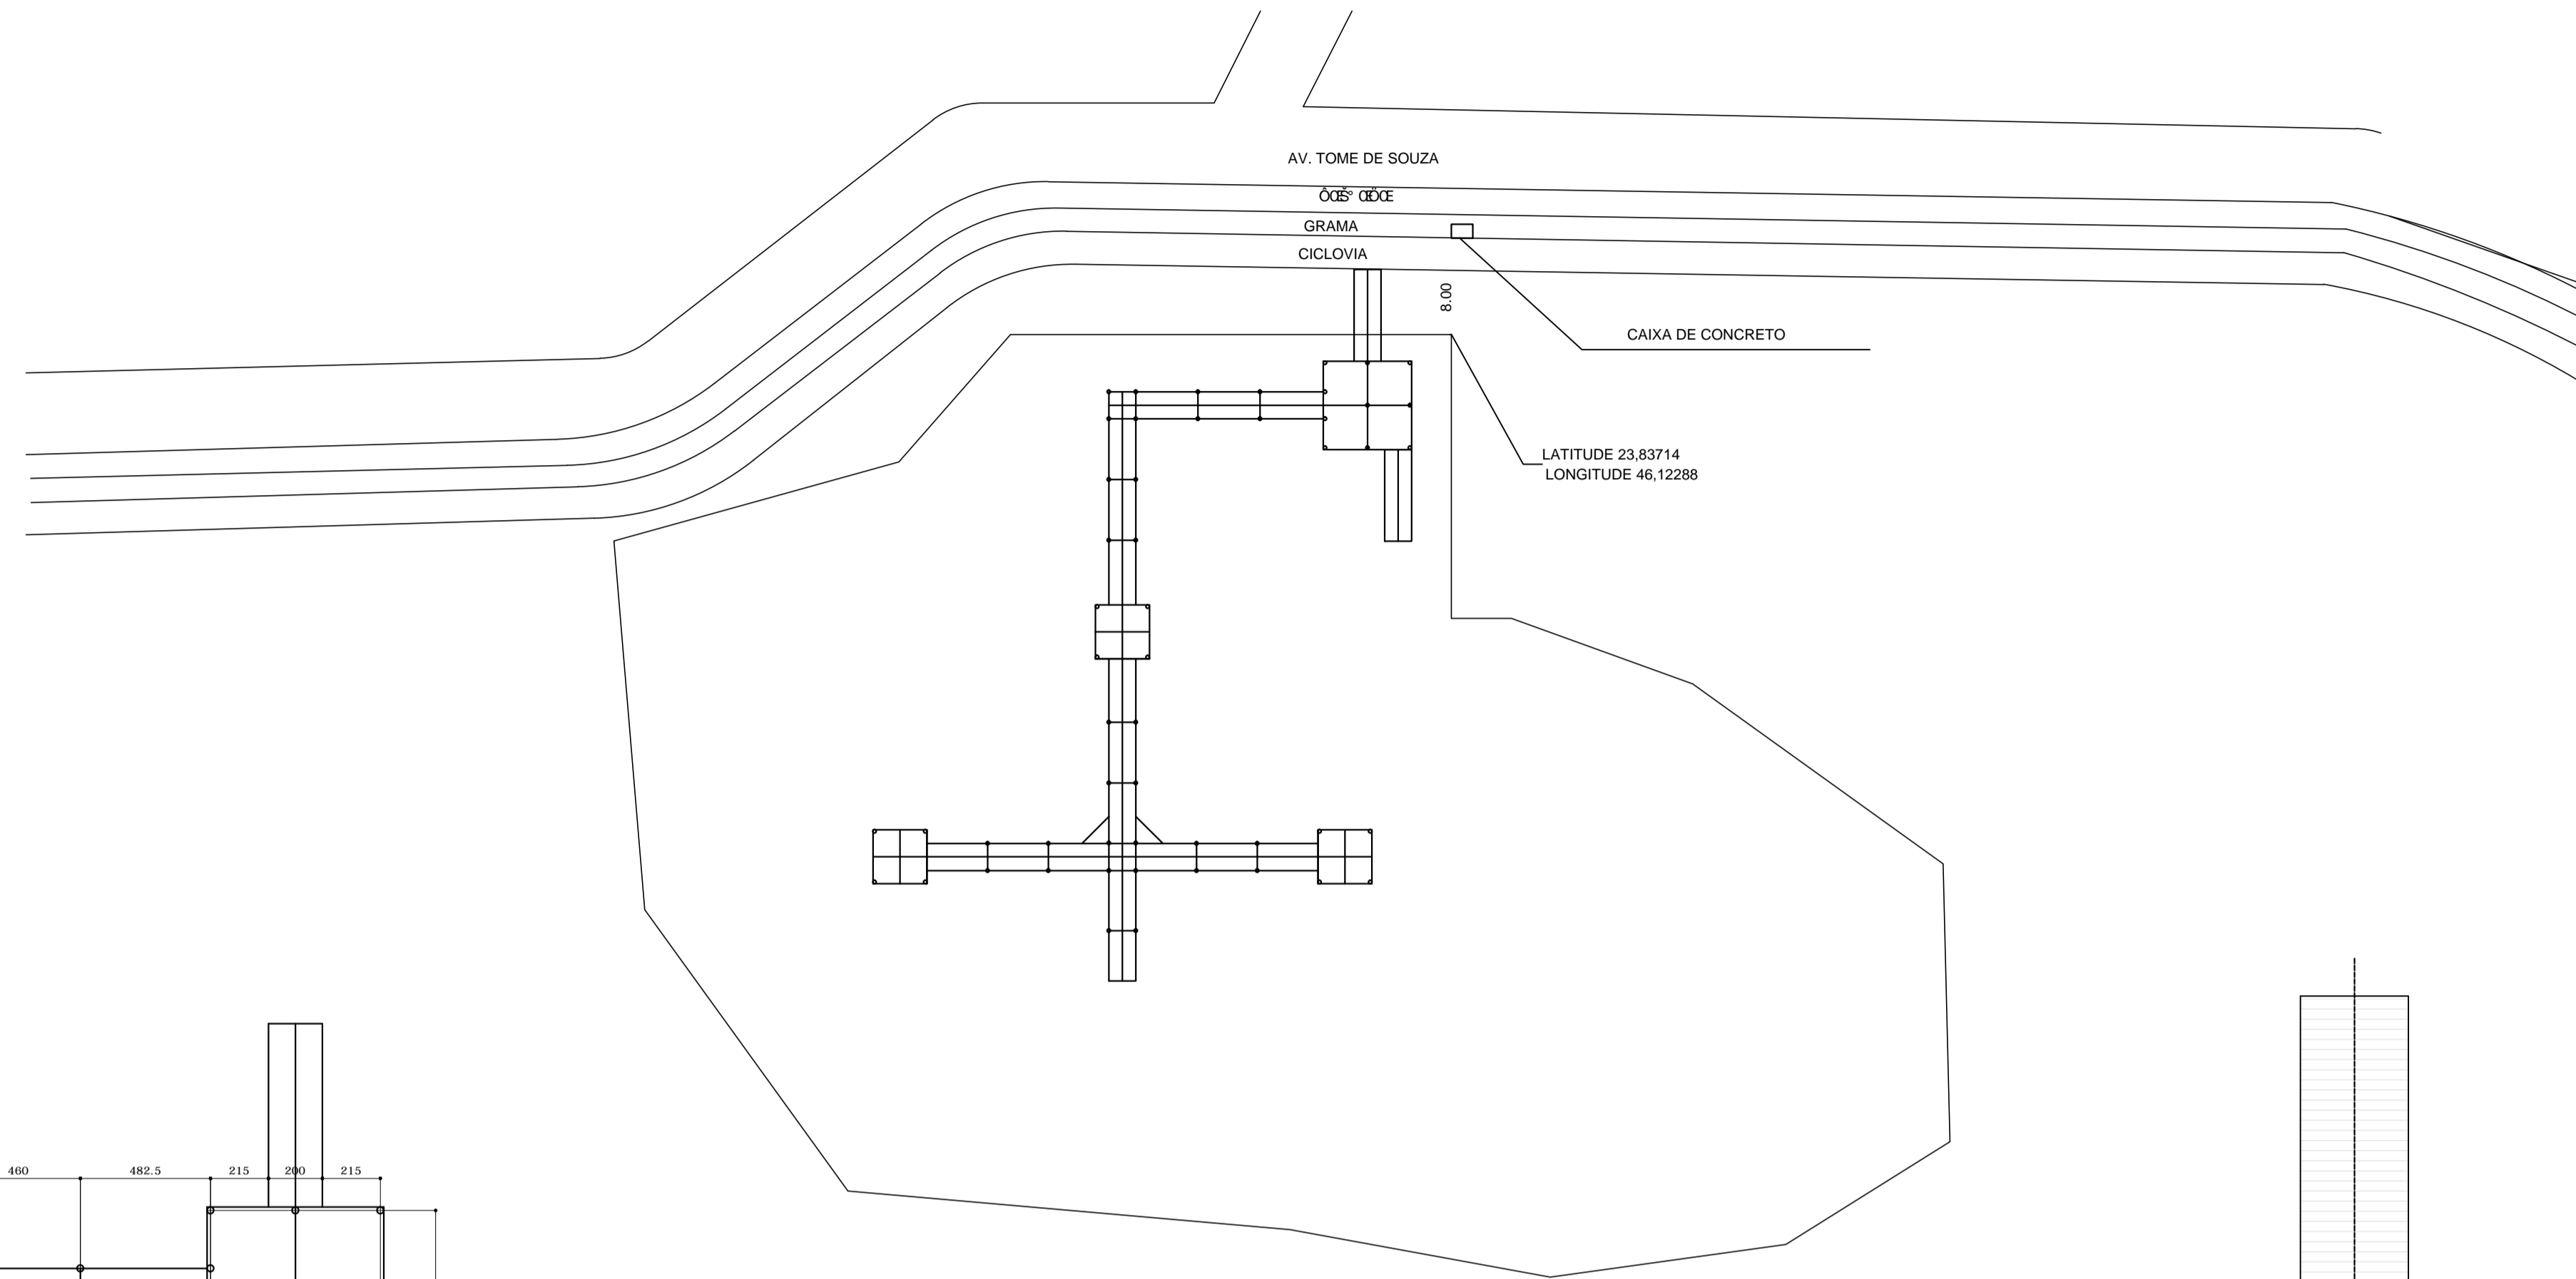 AV. TOME DE SOUZA
GRAMA
CICLOVIA
8.00
CAIXA DE CONCRETO
LATITUDE 23,83714
LONGITUDE 46,12288
460 482.5 215 200 215